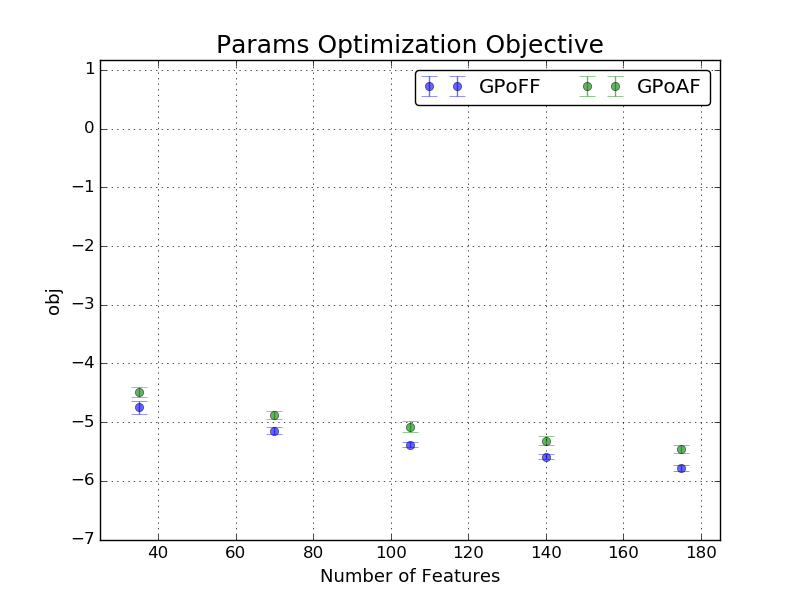 Params Optimization Objective
GPoFF GPoAF
1
0
−1
−2
−3
−4
−5
−6
−7
obj
40 60 80 100 120 140 160 180
Number of Features